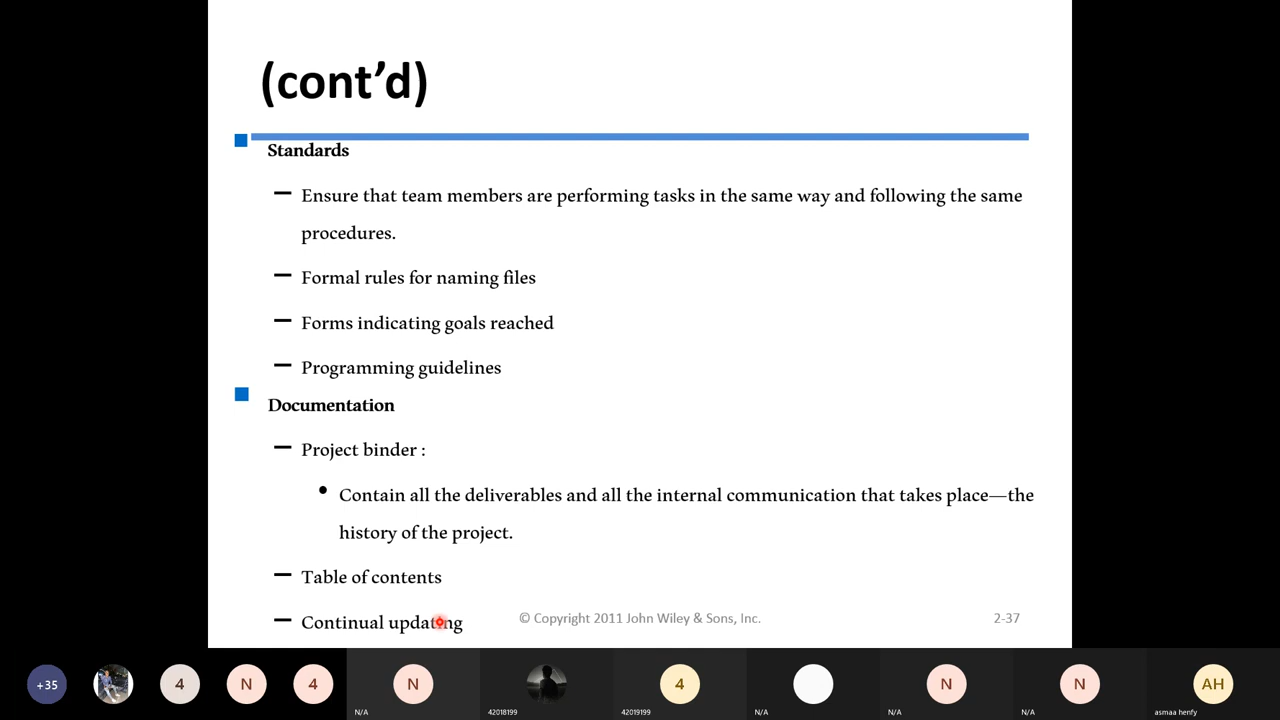 (cont’d)
Standards
Ensure that team members are performing tasks in the same way and following the same
procedures.
Formal rules for naming files
Forms indicating goals reached
Programming guidelines
Documentation
Project binder :
Contain all the deliverables and all the internal communication that takes place—the
history of the project.
Table of contents
Continual updating
© Copyright 2011 John Wiley & Sons, Inc.
2-37
+35
4
N
4
N
4
N
N
AH
N/A
42018199
42019199
N/A
N/A
N/A
asmaa henfy